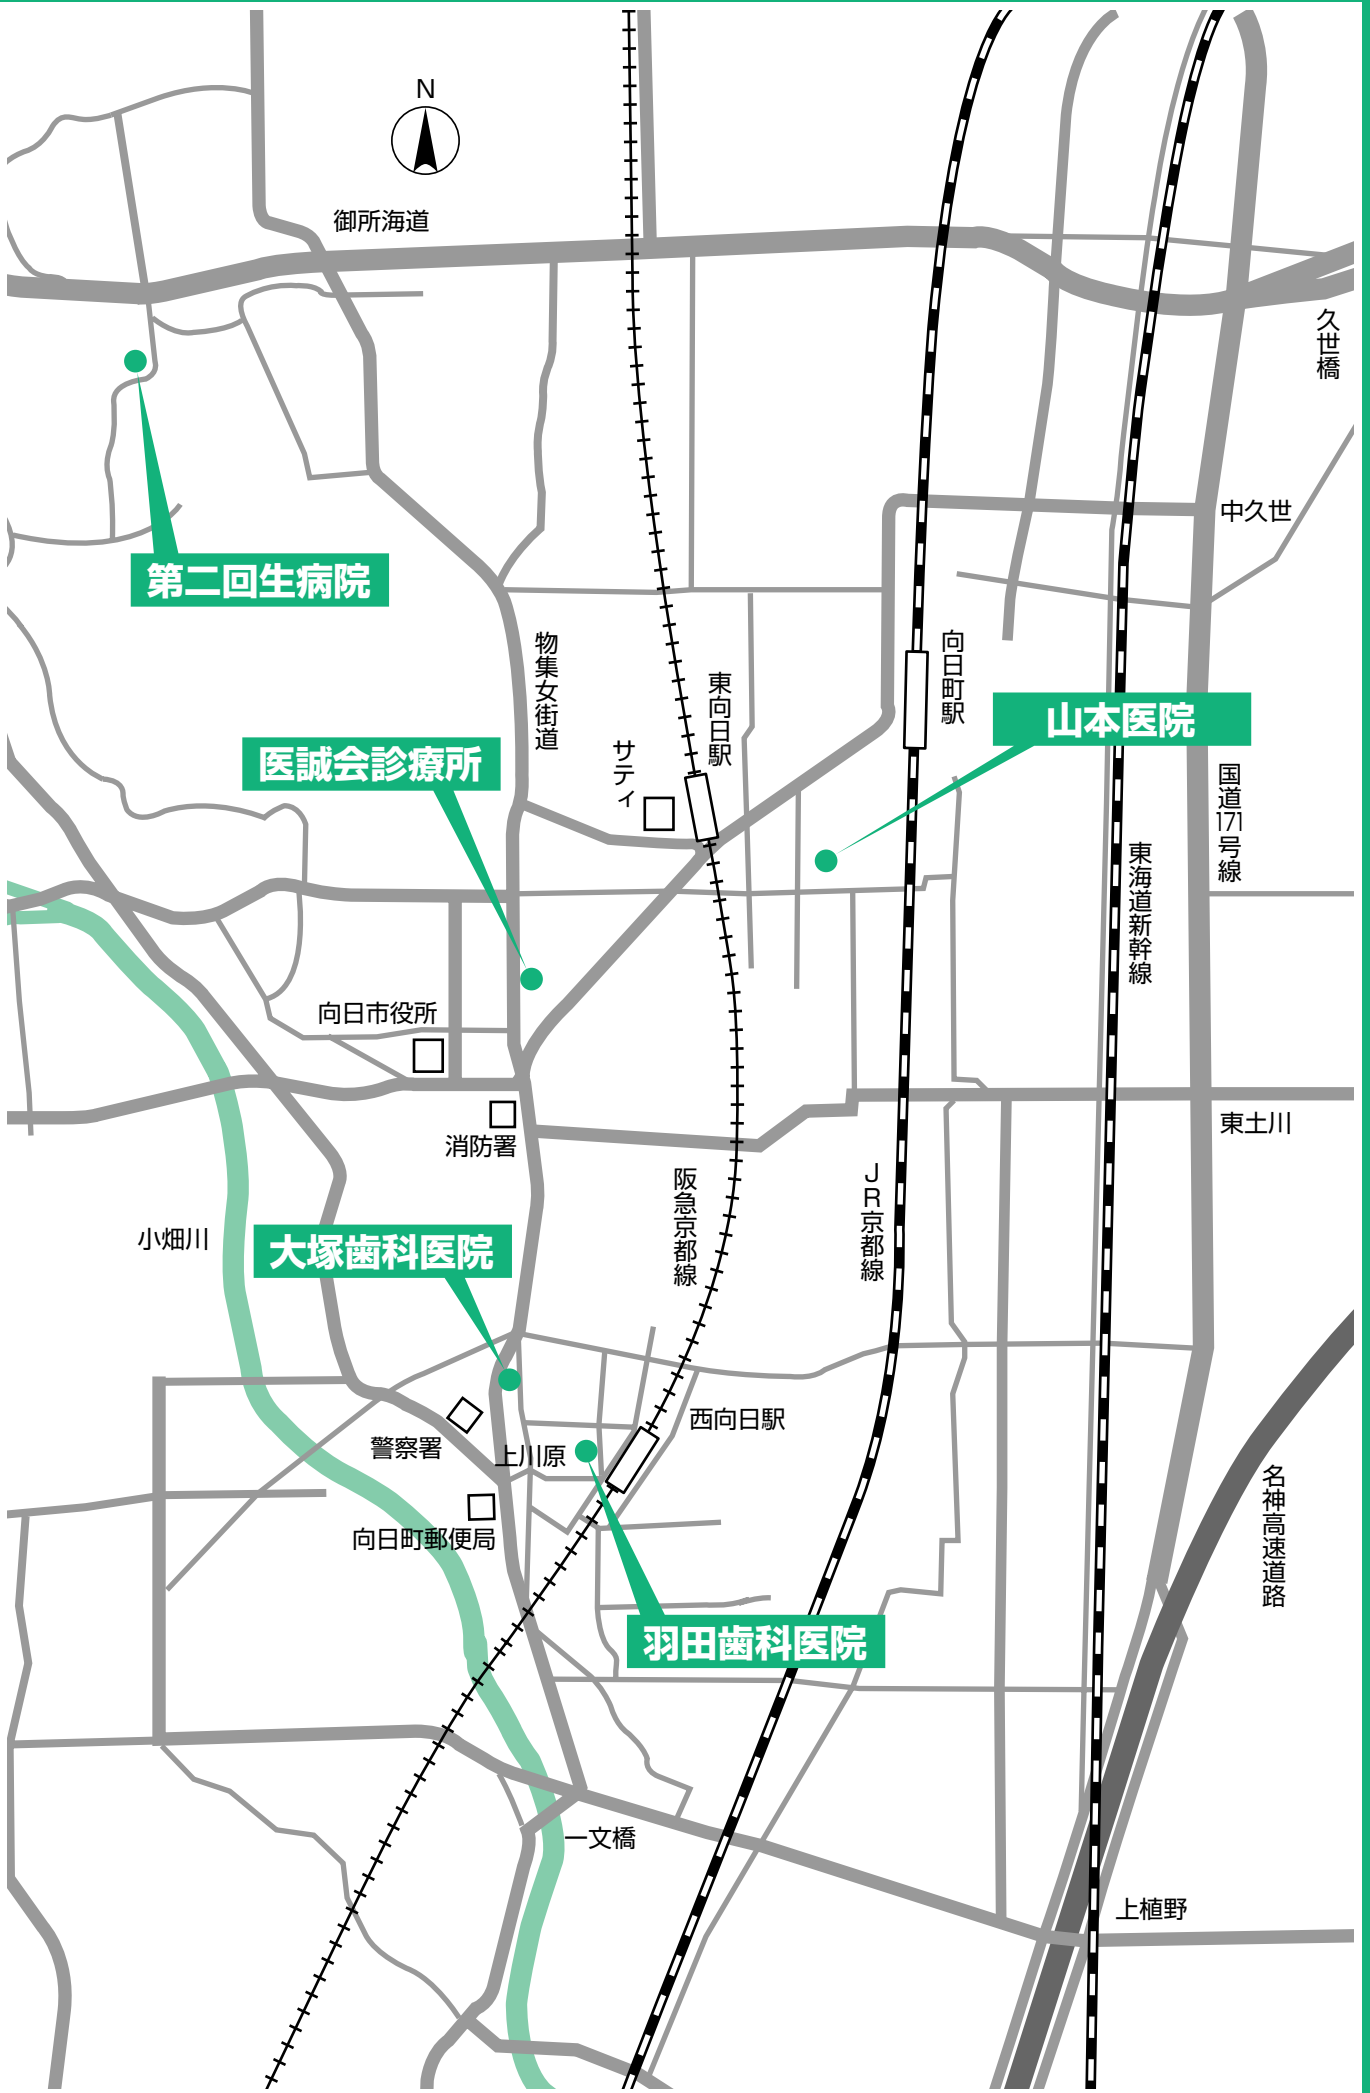 N
御所海道
久世橋
中久世
第二回生病院
物集女街道
向日町駅
東向日駅
山本医院
サティ
医誠会診療所
国道171号線
東海道新幹線
向日市役所
消防署
東土川
阪急京都線
JR京都線
小畑川
大塚歯科医院
西向日駅
警察署
上川原
名神高速道路
向日町郵便局
羽田歯科医院
一文橋
上植野